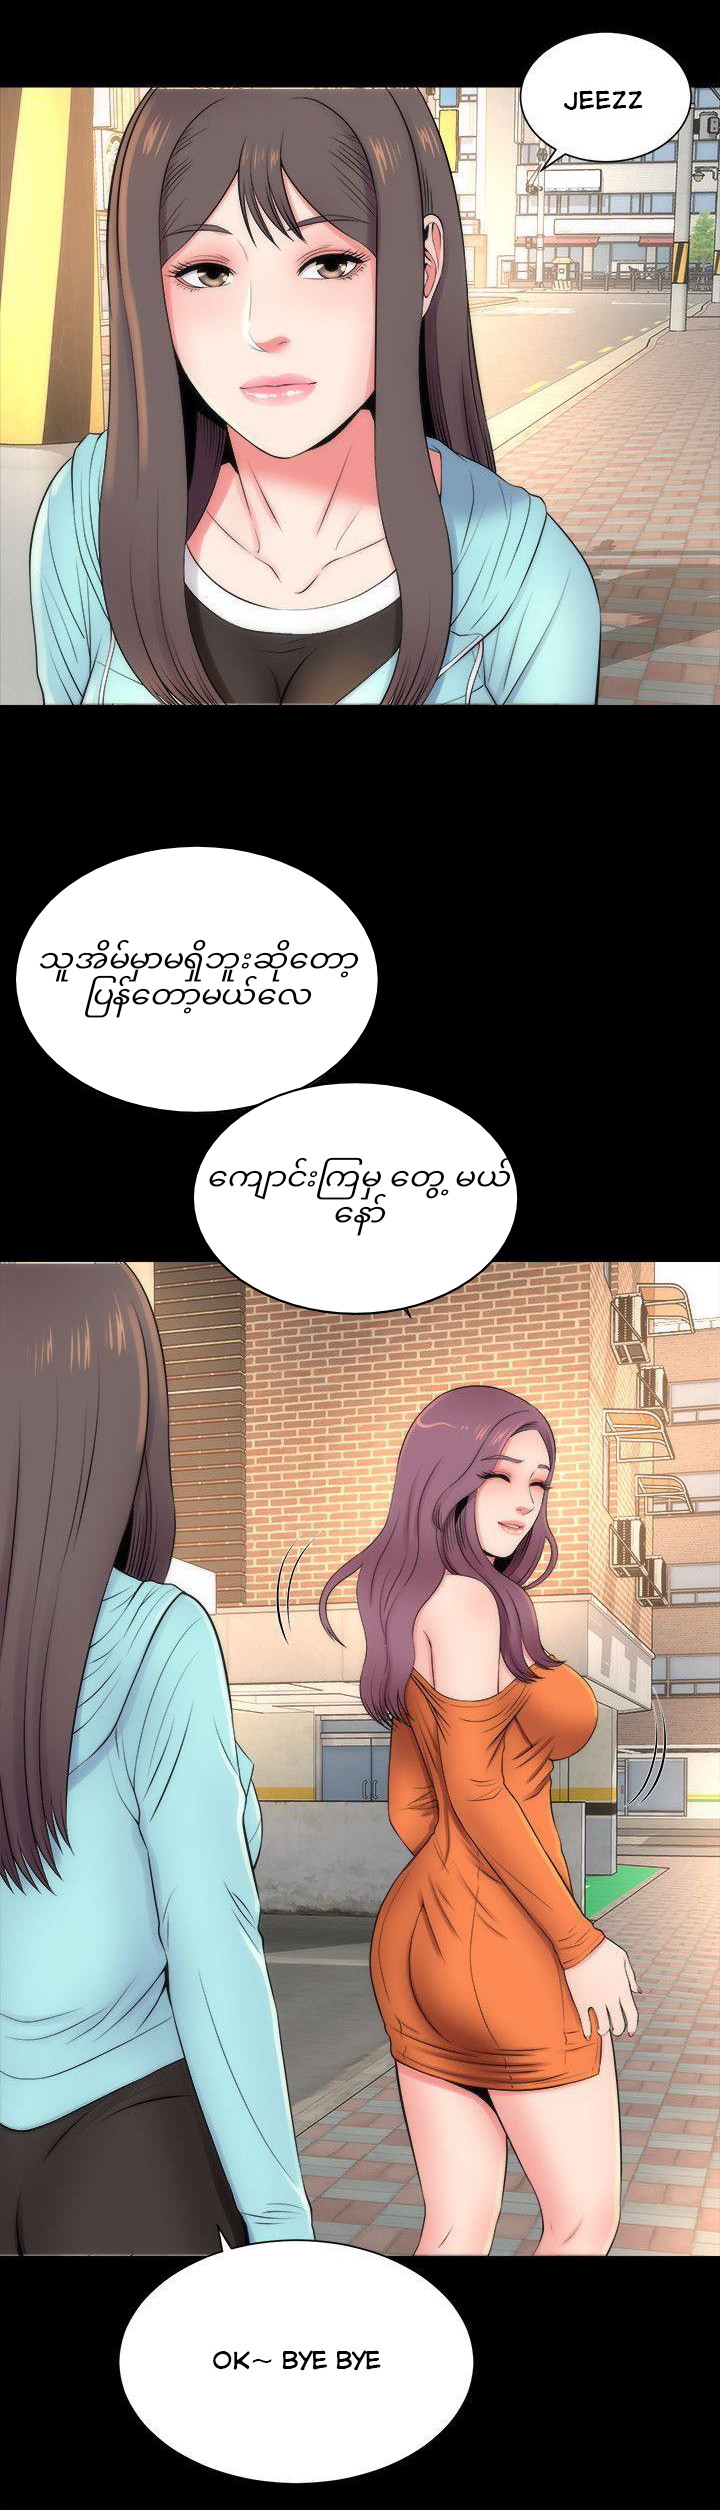 JEEZZ
သူအိမ်မှာမရှိဘူးဆိုတော့
ပြန်တော့မယ်လေ
ကျောင်းကြမှ တွေ့ မယ်
နော်
OK~ BYE BYE